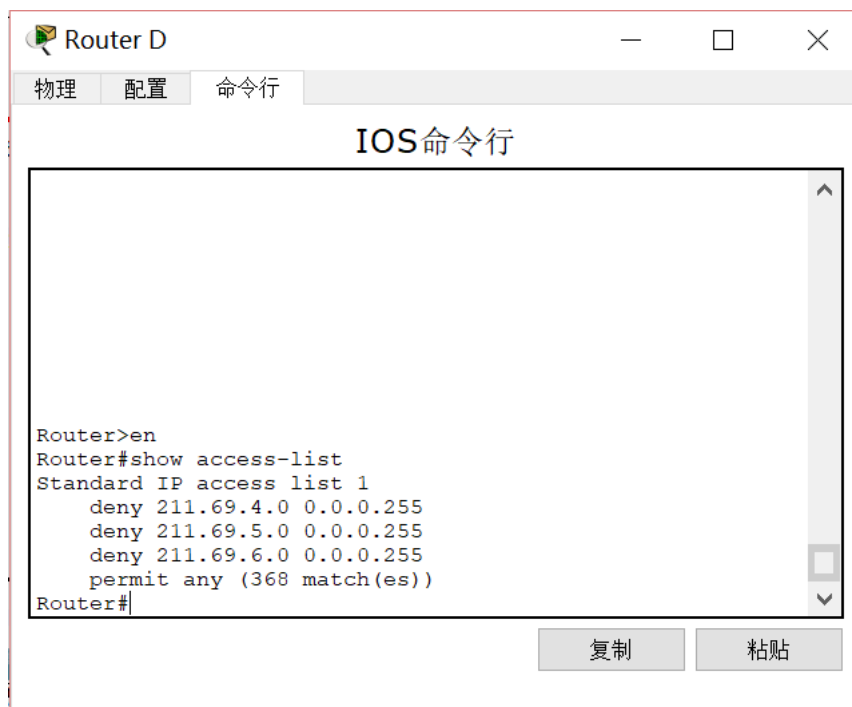 Router D
物理 配置 命令行
IOS命令行
Router>en
Router#show access-list
Standard IP access list 1
deny 211.69.4.0 0.0.0.255
deny 211.69.5.0 0.0.0.255
deny 211.69.6.0 0.0.0.255
permit any (368 match(es))
Router#
复制 粘贴